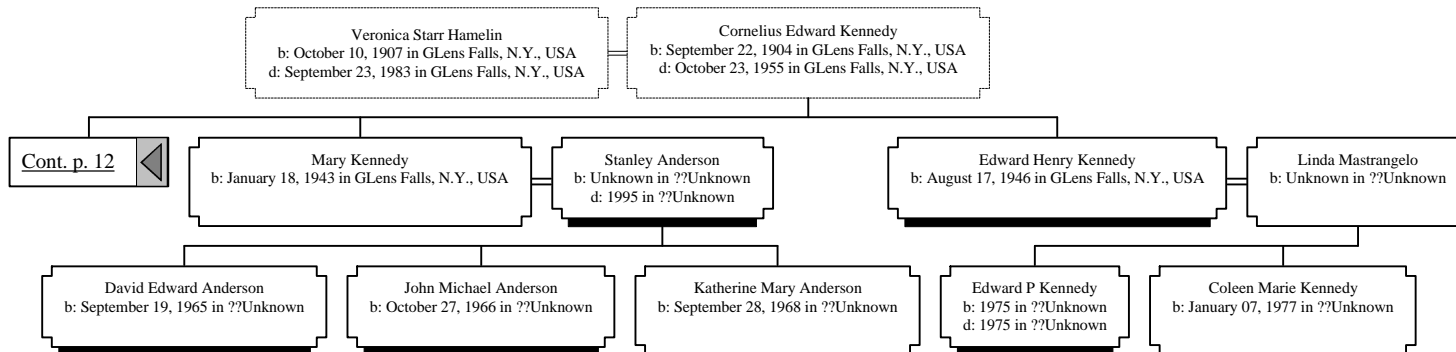 Veronica Starr Hamelin
b: October 10, 1907 in GLens Falls, N.Y., USA
d: September 23, 1983 in GLens Falls, N.Y., USA
Cornelius Edward Kennedy
b: September 22, 1904 in GLens Falls, N.Y., USA
d: October 23, 1955 in GLens Falls, N.Y., USA
Cont. p. 12
Mary Kennedy
b: January 18, 1943 in GLens Falls, N.Y., USA
Stanley Anderson
b: Unknown in ??Unknown
d: 1995 in ??Unknown
Edward Henry Kennedy
b: August 17, 1946 in GLens Falls, N.Y., USA
Linda Mastrangelo
b: Unknown in ??Unknown
David Edward Anderson
b: September 19, 1965 in ??Unknown
John Michael Anderson
b: October 27, 1966 in ??Unknown
Katherine Mary Anderson
b: September 28, 1968 in ??Unknown
Edward P Kennedy
b: 1975 in ??Unknown
d: 1975 in ??Unknown
Coleen Marie Kennedy
b: January 07, 1977 in ??Unknown